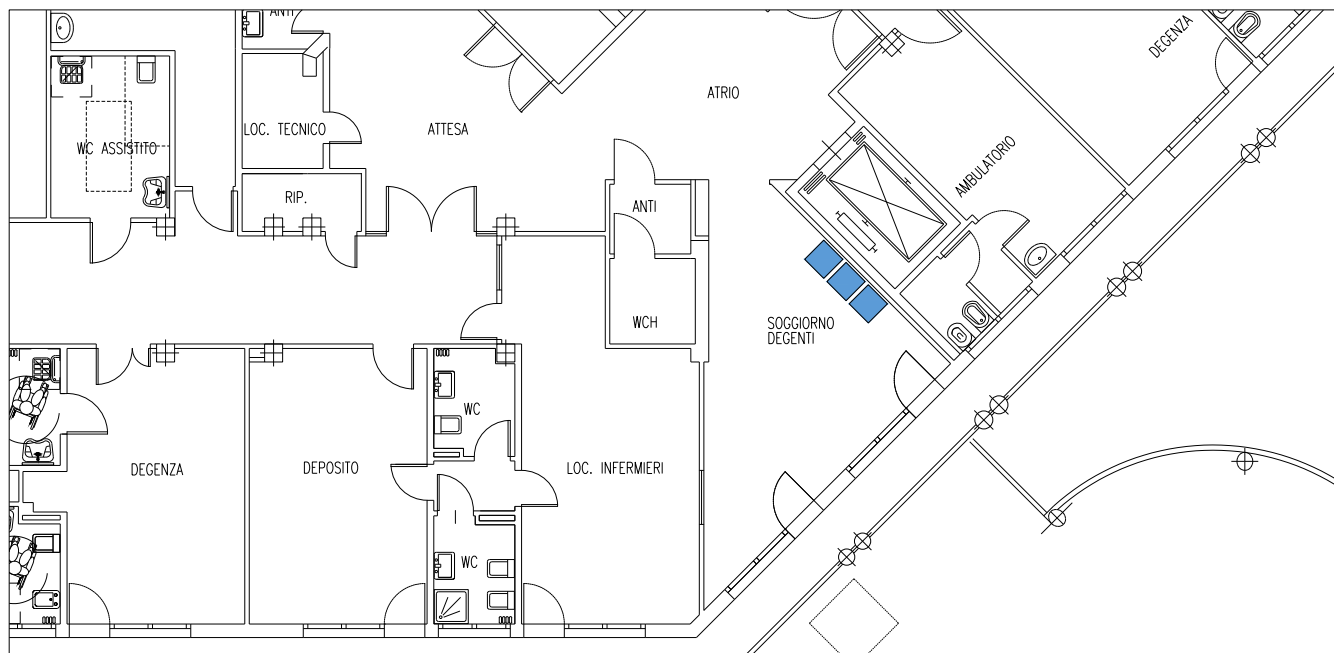 ANTI
DEGENZA
ATRIO
LOC. TECNICO
ATTESA
WC ASSISTITO
AMBULATORIO
RIP.
ANTI
WCH
SOGGIORNO
DEGENTI
WC
DEGENZA
DEPOSITO
LOC. INFERMIERI
WC